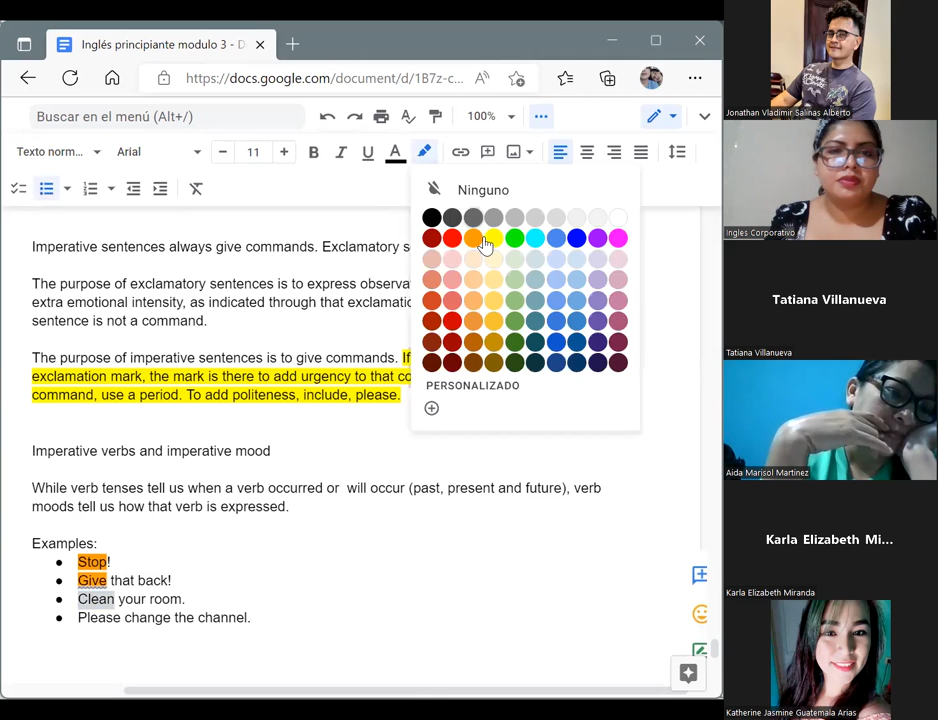 Inglés principiante modulo 3 - D
https://docs.google.com/document/d/1B7z-c...
Buscar en el menú (Alt+/)
100%
Texto norm...
Arial
11
B I U A
Ninguno
PERSONALIZADO
Imperative sentences always give commands. Exclamatory s
The purpose of exclamatory sentences is to express observa
extra emotional intensity, as indicated through that exclamatio
sentence is not a command.
The purpose of imperative sentences is to give commands. If
exclamation mark, the mark is there to add urgency to that co
command, use a period. To add politeness, include, please.
Imperative verbs and imperative mood
While verb tenses tell us when a verb occurred or  will occur (past, present and future), verb
moods tell us how that verb is expressed.
Examples:
● Stop!
● Give that back!
● Clean your room.
● Please change the channel.
Jonathan Vladimir Salinas Alberto
Ingles Corporativo
Tatiana Villanueva
Tatiana Villanueva
Aida Marisol Martinez
Karla Elizabeth Mi...
Karla Elizabeth Miranda
Katherine Jasmine Guatemala Arias